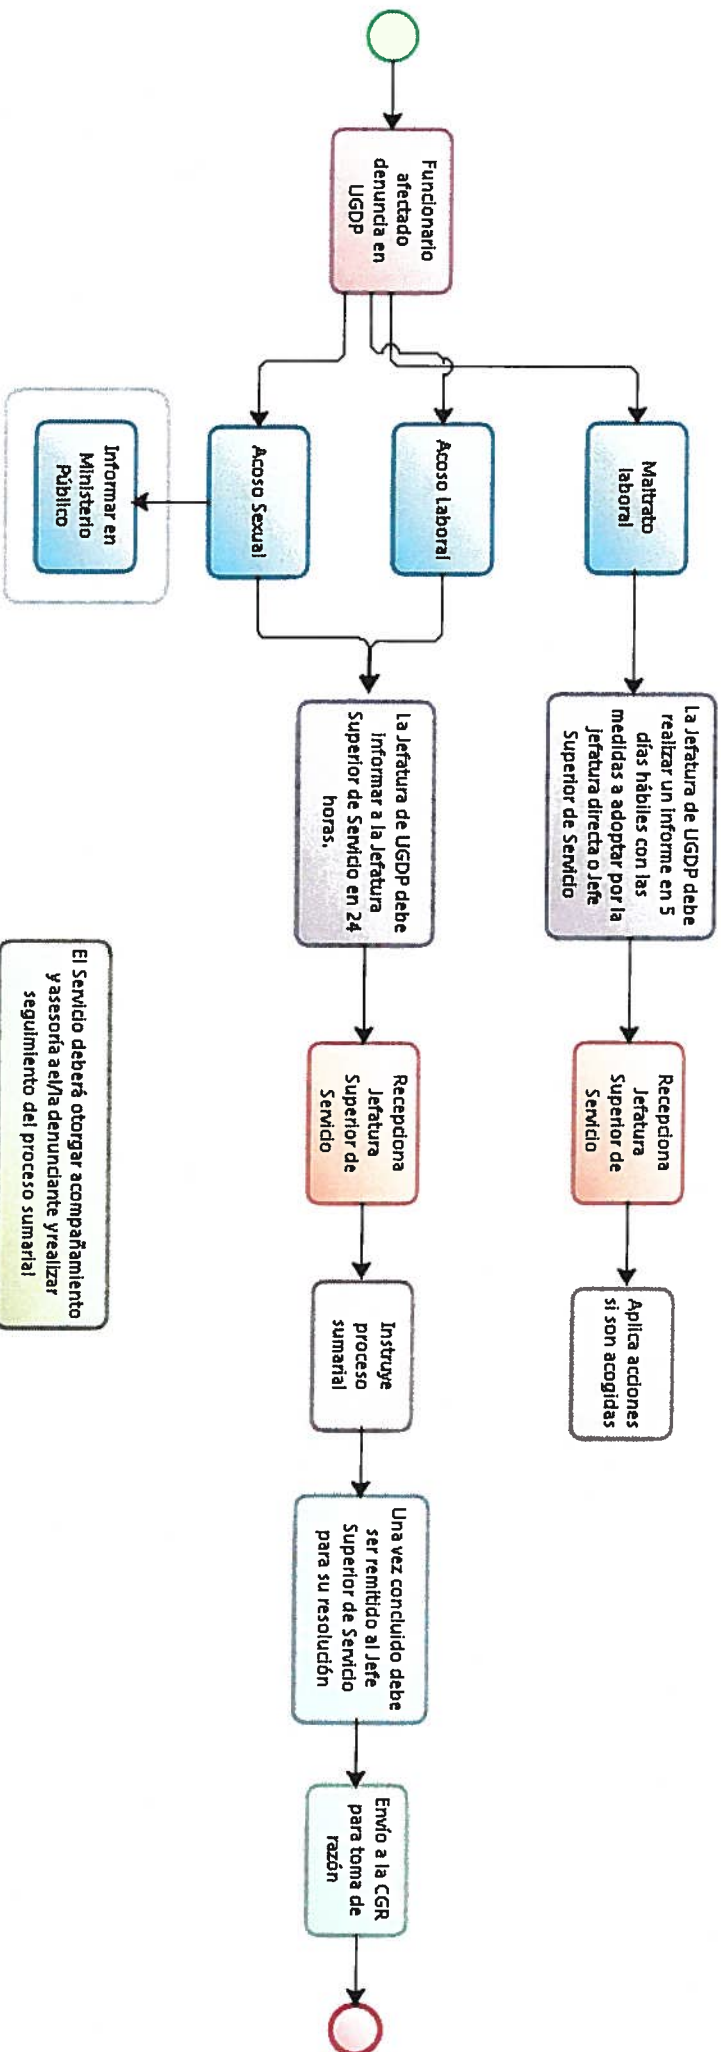 Funcionario
afectado
denuncia en
UGDP
Maltrato
laboral
La Jefatura de UGDP debe
realizar un informe en 5
días hábiles con las
medidas a adoptar por la
jefatura directa o Jefe
Superior de Servicio
Recepciona
Jefatura
Superior de
Servicio
Aplica acciones
si son acogidas
Acoso Laboral
Acoso Sexual
Informar en
Ministerio
Público
La Jefatura de UGDP debe
informar a la Jefatura
Superior de Servicio en 24
horas.
Recepciona
Jefatura
Superior de
Servicio
Instruye
proceso
sumarial
Una vez concluido debe
ser remitido al Jefe
Superior de Servicio
para su resolución
Envío a la CGR
para toma de
razón
El Servicio deberá otorgar acompañamiento
y asesoría a el/la denunciante y realizar
seguimiento del proceso sumarial